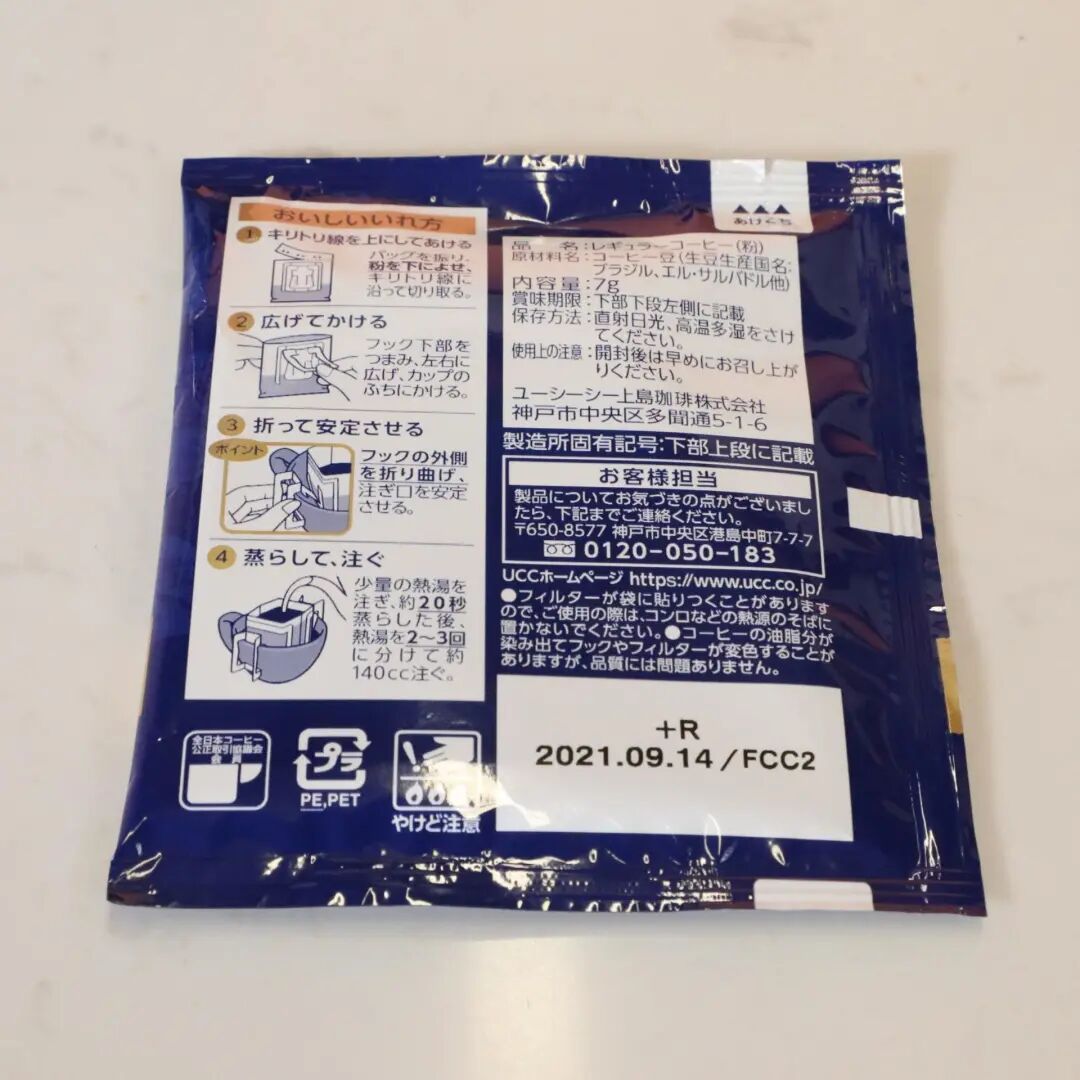 おいしいいれ方
1 キリトリ線を上にしてあける
バッグを振り、
粉を下によせ、
キリトリ線に
沿って切り取る。
2 広げてかける
フック下部を
つまみ、左右に
広げ、カップの
ふちにかける。
3 折って安定させる
ポイント
フックの外側
を折り曲げ、
注ぎ口を安定
させる。
4 蒸らして、注ぐ
少量の熱湯を
注ぎ、約20秒
蒸らした後、
熱湯を2〜3回
に分けて約
140cc注ぐ。
全日本コーヒー
公正取引協議会
会員
プラ
PE,PET
やけど注意
あけくち
品名:レギュラーコーヒー(粉)
原材料名:コーヒー豆(生豆生産国名:
ブラジル、エル・サルバドル他)
内容量:7g
賞味期限:下部下段左側に記載
保存方法:直射日光、高温多湿をさけ
てください。
使用上の注意:開封後は早めにお召し上が
りください。
ユーシーシー上島珈琲株式会社
神戸市中央区多聞通5-1-6
製造所固有記号:下部上段に記載
お客様担当
製品についてお気づきの点がございまし
たら、下記までご連絡ください。
〒650-8577 神戸市中央区港島中町7-7-7
0120-050-183
UCCホームページ https://www.ucc.co.jp/
●フィルターが袋に貼りつくことがあります
ので、ご使用の際は、コンロなどの熱源のそばに
置かないでください。●コーヒーの油脂分が
染み出てフックやフィルターが変色することが
ありますが、品質には問題ありません。
+R
2021.09.14/FCC2